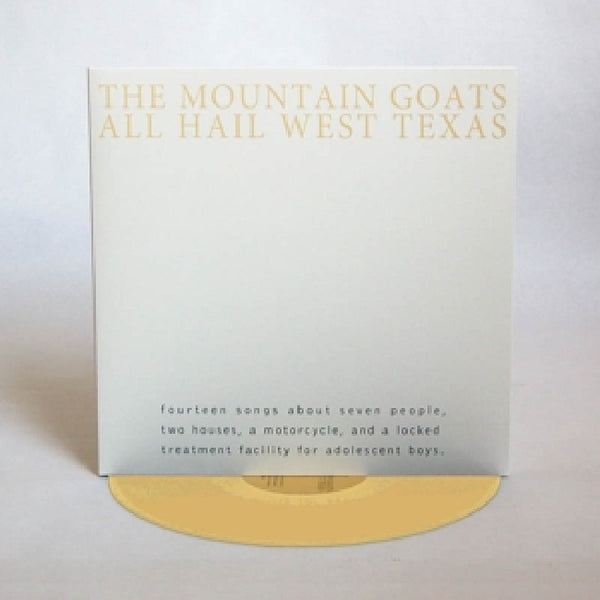 THE MOUNTAIN GOATS
ALL HAIL WEST TEXAS
fourteen songs about seven people,
two houses, a motorcycle, and a locked
treatment facility for adolescent boys.